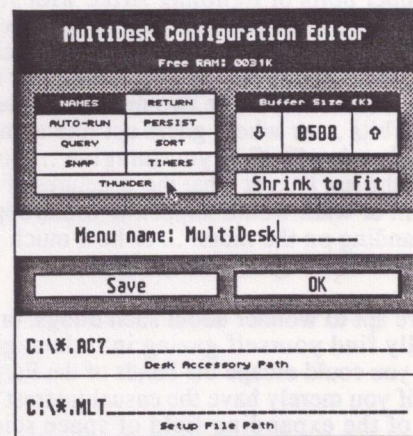 MultiDesk Configuration Editor
Free RAM: 0031K
NAMES RETURN
AUTO-RUN PERSIST
QUERY SORT
SNAP TIMERS
THUNDER
Buffer Size (K)
⇩ 0500 ⇧
Shrink to Fit
Menu name: MultiDesk
Save OK
C:\*.AC?
Desk Accessory Path
C:\*.MLT
Setup File Path